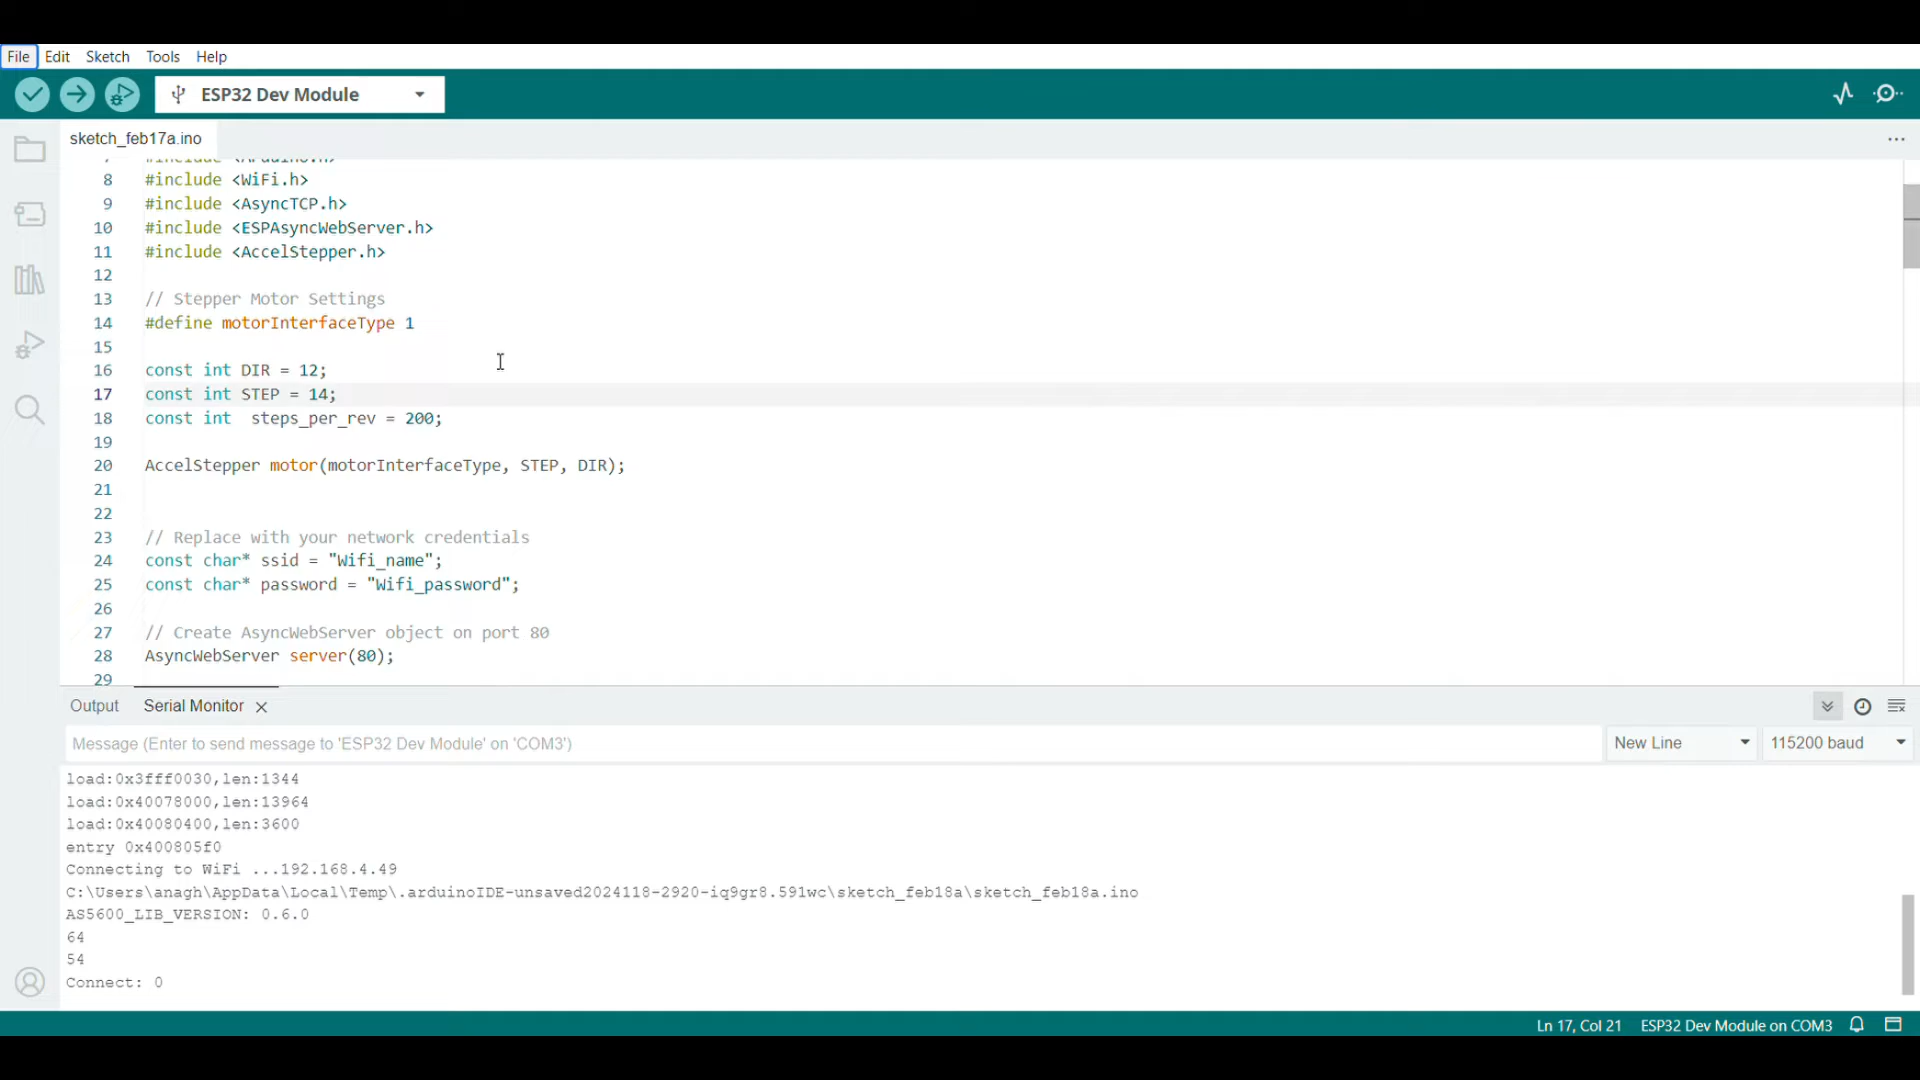 File Edit Sketch Tools Help
ESP32 Dev Module
sketch_feb17a.ino
7 #include <Arduino.h>
8 #include <WiFi.h>
9 #include <AsyncTCP.h>
10 #include <ESPAsyncWebServer.h>
11 #include <AccelStepper.h>
12
13 // Stepper Motor Settings
14 #define motorInterfaceType 1
15
16 const int DIR = 12;
17 const int STEP = 14;
18 const int  steps_per_rev = 200;
19
20 AccelStepper motor(motorInterfaceType, STEP, DIR);
21
22
23 // Replace with your network credentials
24 const char* ssid = "Wifi_name";
25 const char* password = "Wifi_password";
26
27 // Create AsyncWebServer object on port 80
28 AsyncWebServer server(80);
29
Output Serial Monitor
Message (Enter to send message to 'ESP32 Dev Module' on 'COM3') New Line 115200 baud
load:0x3fff0030,len:1344
load:0x40078000,len:13964
load:0x40080400,len:3600
entry 0x400805f0
Connecting to WiFi ...192.168.4.49
C:\Users\anagh\AppData\Local\Temp\.arduinoIDE-unsaved2024118-2920-iq9gr8.591wc\sketch_feb18a\sketch_feb18a.ino
AS5600_LIB_VERSION: 0.6.0
64
54
Connect: 0
Ln 17, Col 21 ESP32 Dev Module on COM3